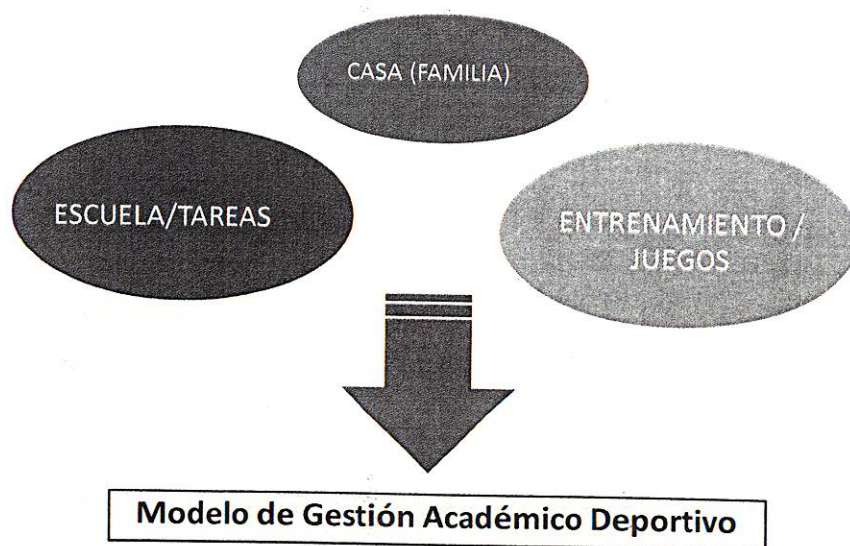 CASA (FAMILIA)
ESCUELA/TAREAS
ENTRENAMIENTO /
JUEGOS
Modelo de Gestión Académico Deportivo